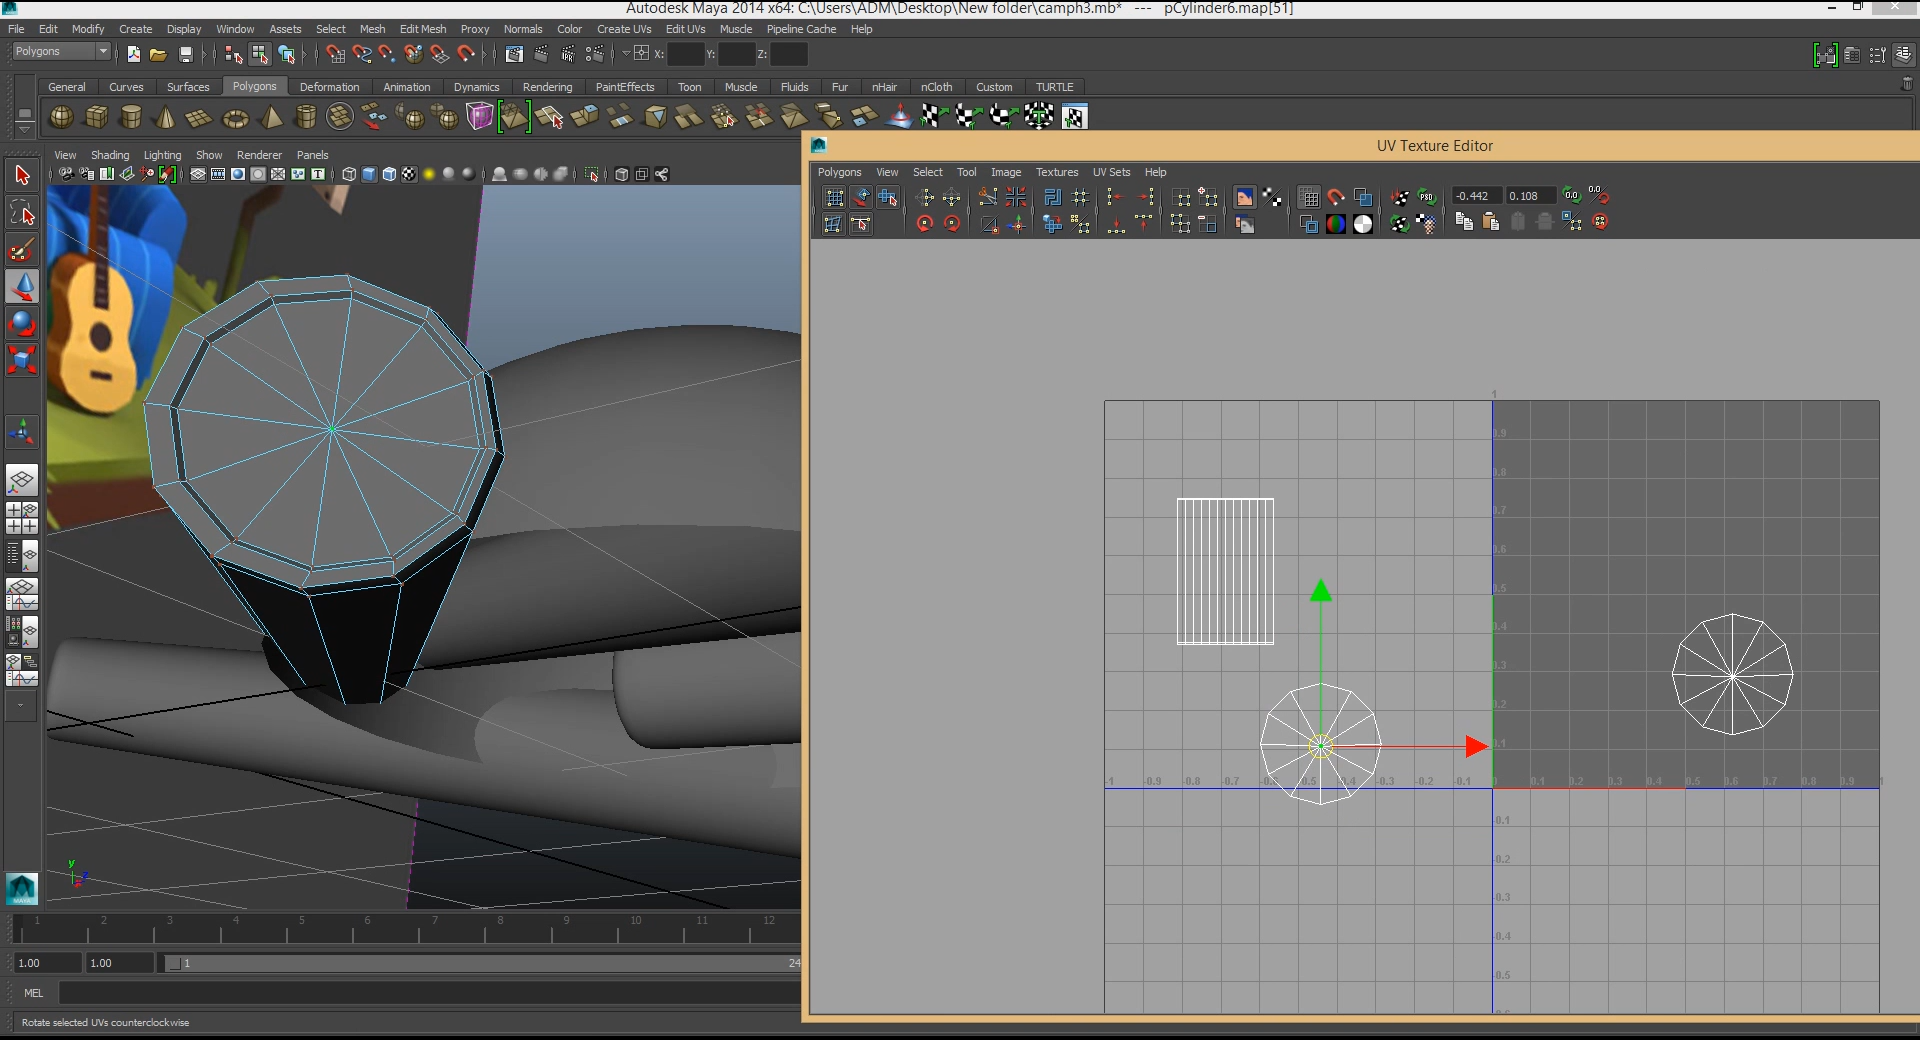 Autodesk Maya 2014 x64: C:\Users\ADM\Desktop\New folder\camph3.mb* --- pCylinder6.map[51]
File Edit Modify Create Display Window Assets Select Mesh Edit Mesh Proxy Normals Color Create UVs Edit UVs Muscle Pipeline Cache Help
Polygons X: Y: Z:
General Curves Surfaces Polygons Deformation Animation Dynamics Rendering PaintEffects Toon Muscle Fluids Fur nHair nCloth Custom TURTLE
View Shading Lighting Show Renderer Panels
UV Texture Editor
Polygons View Select Tool Image Textures UV Sets Help
-0.442 0.108 0.0 0.0
1
0.9
0.8
0.7
0.6
0.5
0.4
0.3
0.2
0.1
-1 -0.9 -0.8 -0.7 -0.6 -0.5 -0.4 -0.3 -0.2 -0.1 0 0.1 0.2 0.3 0.4 0.5 0.6 0.7 0.8 0.9 1
-0.1
-0.2
-0.3
-0.4
-0.5
y
z
1 2 3 4 5 6 7 8 9 10 11 12
1.00 1.00 1 24
MEL
Rotate selected UVs counterclockwise